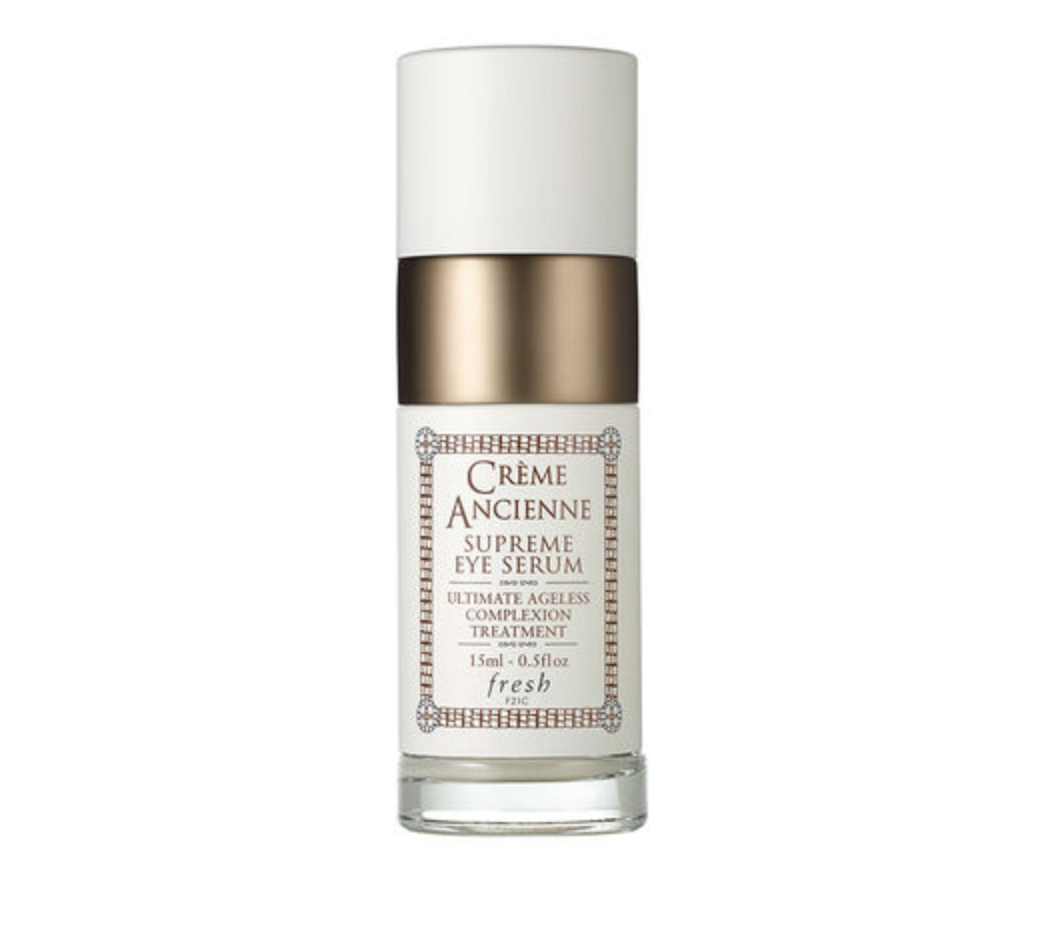 CRÈME
ANCIENNE
SUPREME
EYE SERUM
ULTIMATE AGELESS
COMPLEXION
TREATMENT
15ml - 0.5fl oz
fresh
F21C